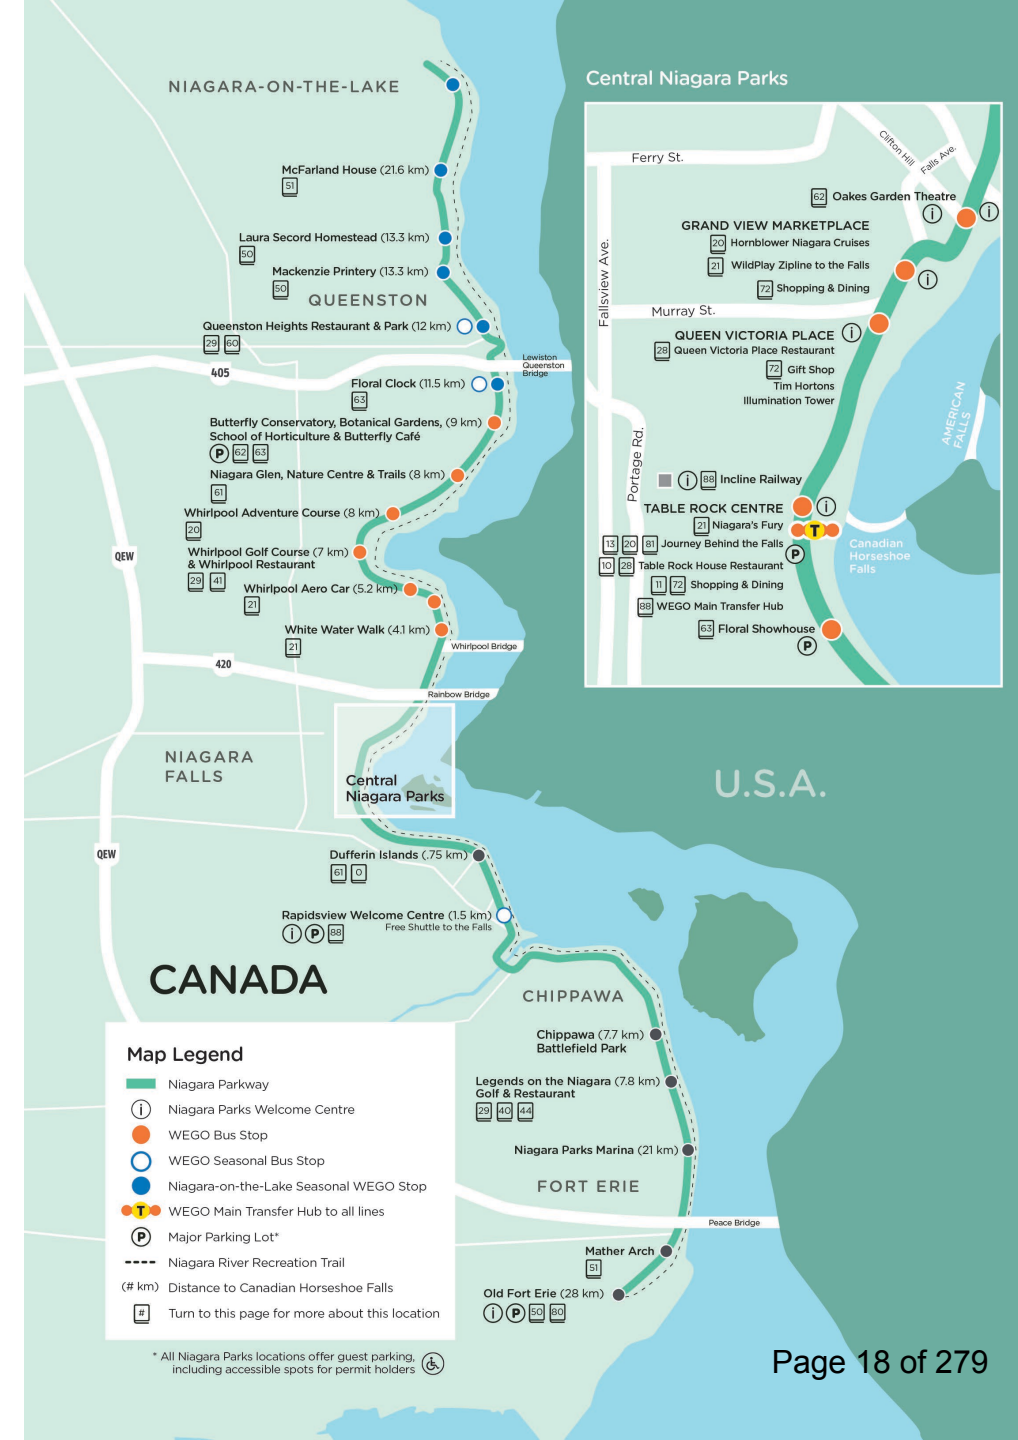 NIAGARA-ON-THE-LAKE
McFarland House (21.6 km)
51
Laura Secord Homestead (13.3 km)
50
Mackenzie Printery (13.3 km)
50
QUEENSTON
Queenston Heights Restaurant & Park (12 km)
29 60
Lewiston
Queenston
Bridge
405
Floral Clock (11.5 km)
63
Butterfly Conservatory, Botanical Gardens, (9 km)
School of Horticulture & Butterfly Café
P 62 63
Niagara Glen, Nature Centre & Trails (8 km)
61
Whirlpool Adventure Course (8 km)
20
QEW
Whirlpool Golf Course (7 km)
& Whirlpool Restaurant
29 41
Whirlpool Aero Car (5.2 km)
21
White Water Walk (4.1 km)
21
Whirlpool Bridge
420
Rainbow Bridge
NIAGARA
FALLS
Central
Niagara Parks
QEW
Dufferin Islands (.75 km)
61 0
Rapidsview Welcome Centre (1.5 km)
Free Shuttle to the Falls
i P 88
CANADA
U.S.A.
CHIPPAWA
Chippawa (7.7 km)
Battlefield Park
Legends on the Niagara (7.8 km)
Golf & Restaurant
29 40 44
Niagara Parks Marina (21 km)
FORT ERIE
Peace Bridge
Mather Arch
51
Old Fort Erie (28 km)
i P 50 80
Central Niagara Parks
Ferry St.
Clifton Hill
Falls Ave.
Fallsview Ave.
62 Oakes Garden Theatre
i i
GRAND VIEW MARKETPLACE
20 Hornblower Niagara Cruises
21 WildPlay Zipline to the Falls
i
72 Shopping & Dining
Murray St.
QUEEN VICTORIA PLACE i
28 Queen Victoria Place Restaurant
72 Gift Shop
Tim Hortons
Illumination Tower
AMERICAN
FALLS
Portage Rd.
i 88 Incline Railway
TABLE ROCK CENTRE i
21 Niagara's Fury
T
13 20 81 Journey Behind the Falls
P
10 28 Table Rock House Restaurant
11 72 Shopping & Dining
88 WEGO Main Transfer Hub
Canadian
Horseshoe
Falls
63 Floral Showhouse
P
Map Legend
Niagara Parkway
i Niagara Parks Welcome Centre
WEGO Bus Stop
WEGO Seasonal Bus Stop
Niagara-on-the-Lake Seasonal WEGO Stop
T WEGO Main Transfer Hub to all lines
P Major Parking Lot*
Niagara River Recreation Trail
(# km) Distance to Canadian Horseshoe Falls
# Turn to this page for more about this location
* All Niagara Parks locations offer guest parking,
including accessible spots for permit holders
Page 18 of 279